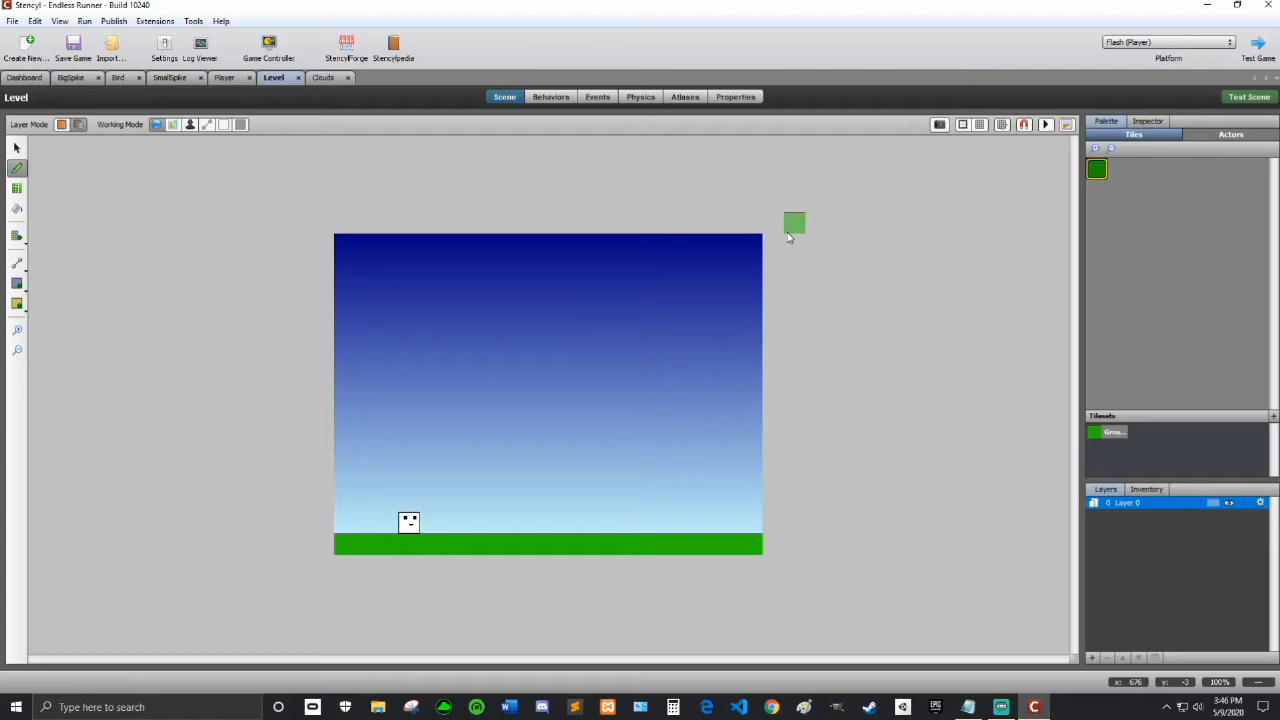 Stencyl - Endless Runner - Build 10240
File Edit View Run Publish Extensions Tools Help
Create New... Save Game Import... Settings Log Viewer Game Controller StencylForge Stencylpedia Flash (Player) Platform Test Game
Dashboard BigSpike Bird SmallSpike Player Level Clouds
Level Scene Behaviors Events Physics Atlases Properties Test Scene
Layer Mode Working Mode Palette Inspector
Tiles Actors
Tilesets
Grou...
Layers Inventory
0 Layer 0
x: 676 y: -3 100% ---
Type here to search
3:46 PM
5/9/2020